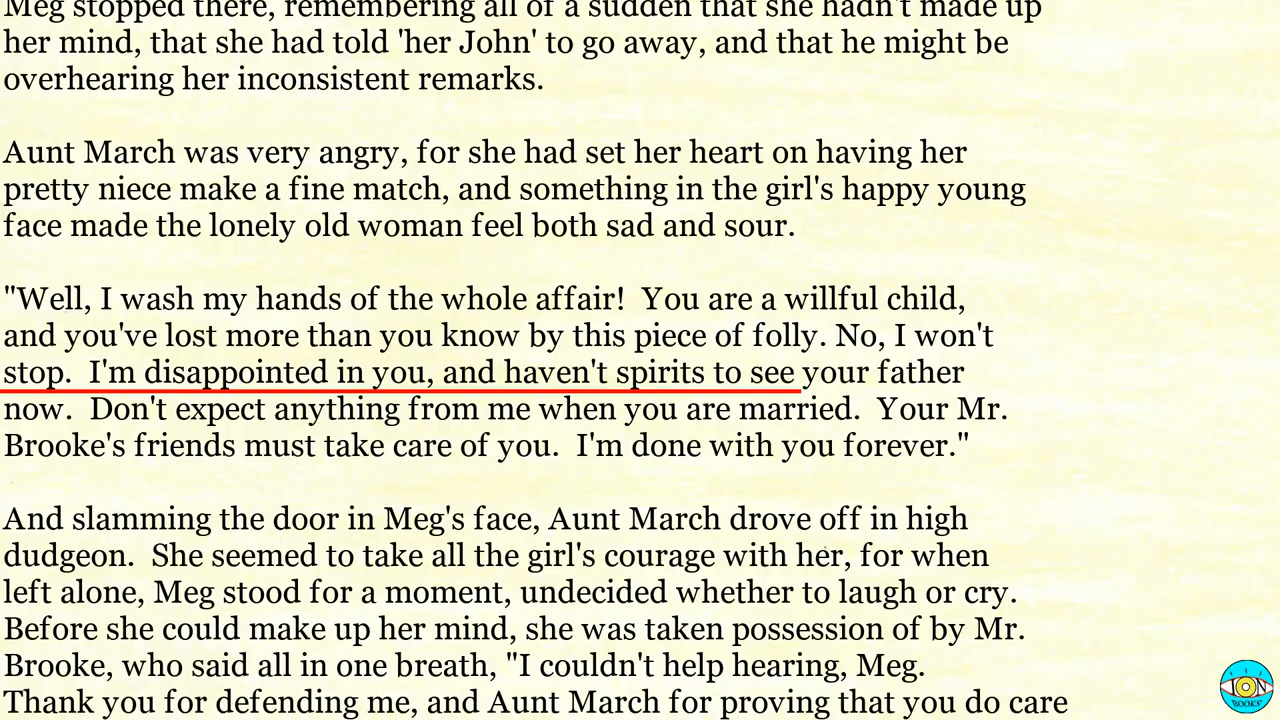 Meg stopped there, remembering all of a sudden that she hadn't made up
her mind, that she had told 'her John' to go away, and that he might be
overhearing her inconsistent remarks.
Aunt March was very angry, for she had set her heart on having her
pretty niece make a fine match, and something in the girl's happy young
face made the lonely old woman feel both sad and sour.
"Well, I wash my hands of the whole affair!  You are a willful child,
and you've lost more than you know by this piece of folly. No, I won't
stop.  I'm disappointed in you, and haven't spirits to see your father
now.  Don't expect anything from me when you are married.  Your Mr.
Brooke's friends must take care of you.  I'm done with you forever."
And slamming the door in Meg's face, Aunt March drove off in high
dudgeon.  She seemed to take all the girl's courage with her, for when
left alone, Meg stood for a moment, undecided whether to laugh or cry.
Before she could make up her mind, she was taken possession of by Mr.
Brooke, who said all in one breath, "I couldn't help hearing, Meg.
Thank you for defending me, and Aunt March for proving that you do care
ION
BOOKS